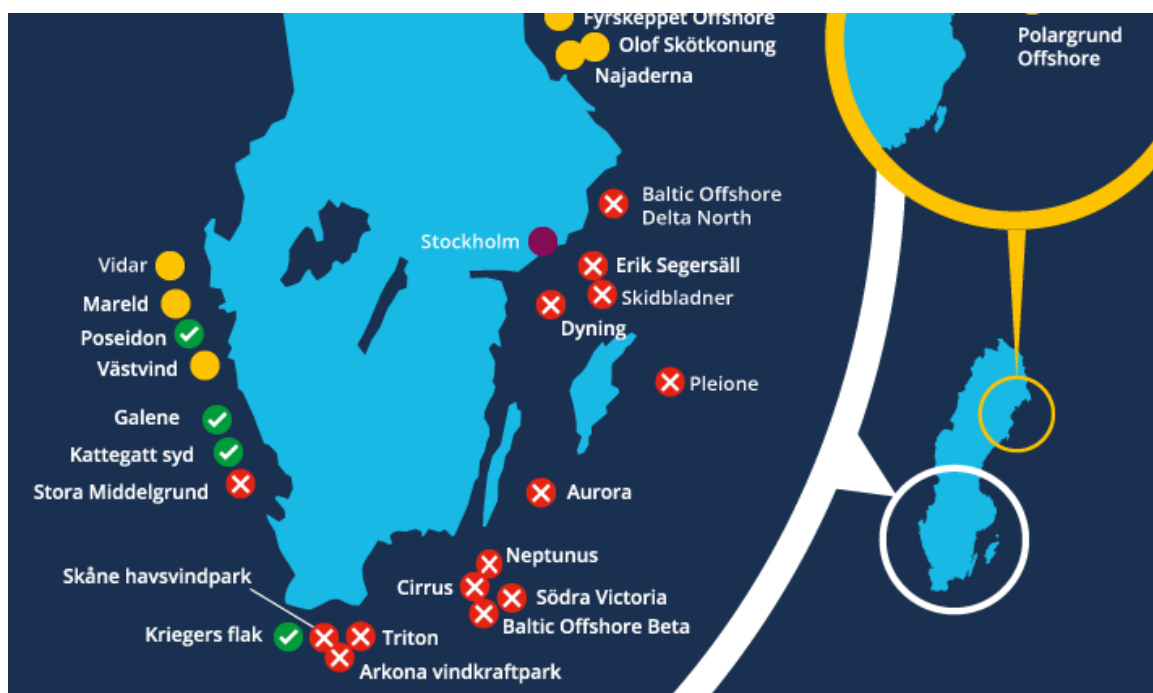 Fyrskeppet Offshore
Olof Skötkonung
Najaderna
Polargrund
Offshore
Baltic Offshore
Delta North
Stockholm
Vidar
Erik Segersäll
Mareld
Skidbladner
Poseidon
Dyning
Västvind
Pleione
Galene
Kattegatt syd
Stora Middelgrund
Aurora
Neptunus
Skåne havsvindpark
Cirrus
Södra Victoria
Baltic Offshore Beta
Kriegers flak
Triton
Arkona vindkraftpark